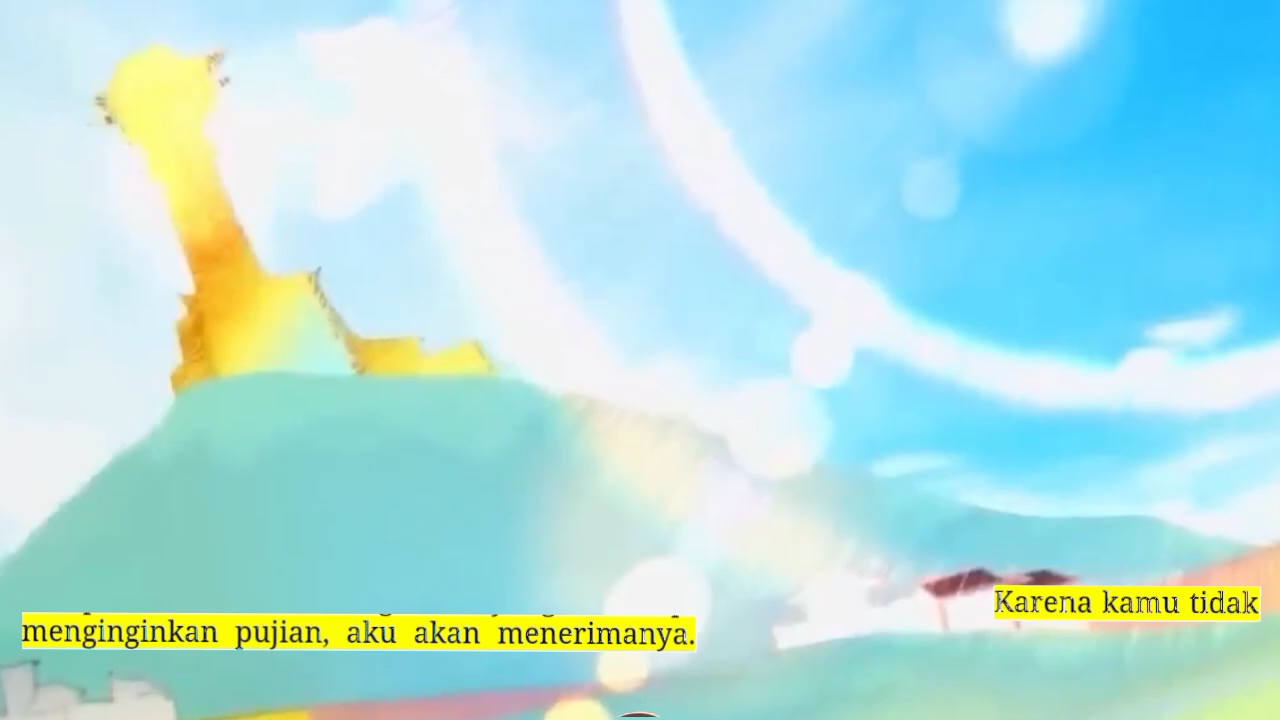 Karena kamu tidak
menginginkan pujian, aku akan menerimanya.